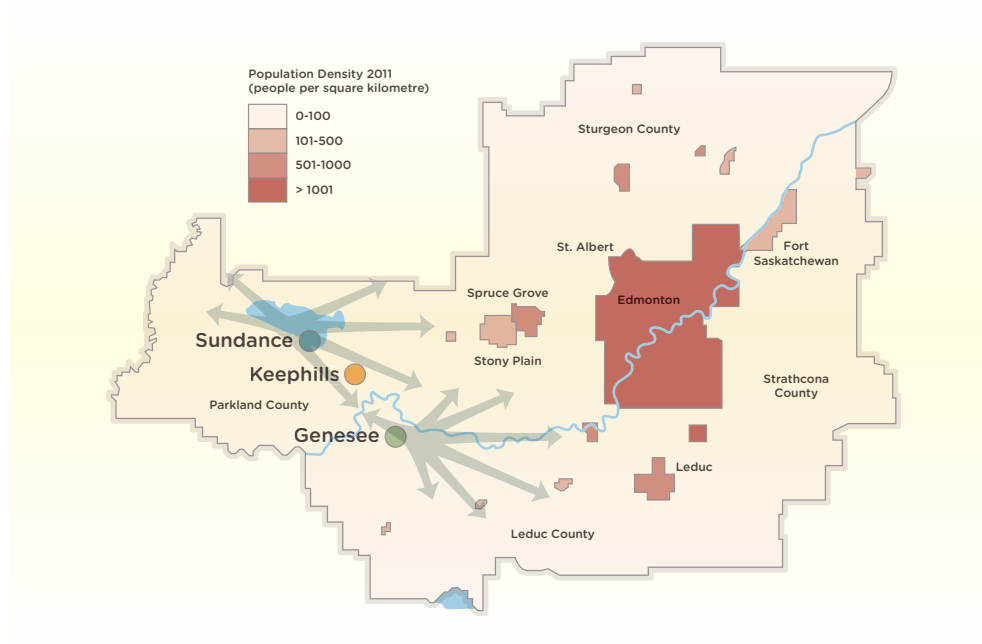 Population Density 2011
(people per square kilometre)
0-100
101-500
501-1000
> 1001
Sturgeon County
St. Albert
Fort
Saskatchewan
Spruce Grove
Edmonton
Sundance
Stony Plain
Keephills
Strathcona
County
Parkland County
Genesee
Leduc
Leduc County